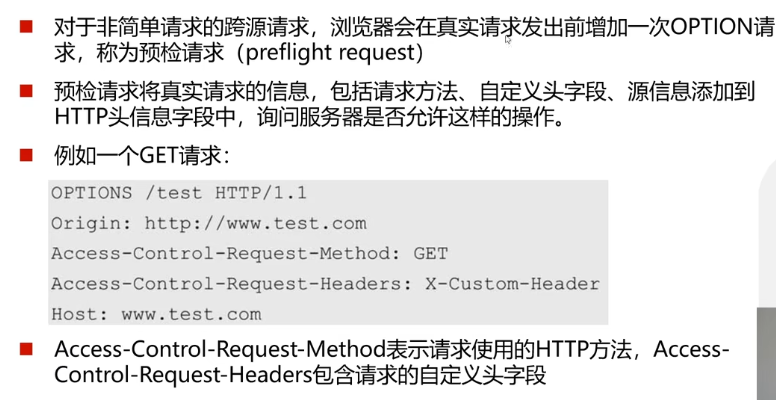 对于非简单请求的跨源请求，浏览器会在真实请求发出前增加一次OPTION请
求，称为预检请求（preflight request）
预检请求将真实请求的信息，包括请求方法、自定义头字段、源信息添加到
HTTP头信息字段中，询问服务器是否允许这样的操作。
例如一个GET请求：
OPTIONS /test HTTP/1.1
Origin: http://www.test.com
Access-Control-Request-Method: GET
Access-Control-Request-Headers: X-Custom-Header
Host: www.test.com
Access-Control-Request-Method表示请求使用的HTTP方法，Access-
Control-Request-Headers包含请求的自定义头字段